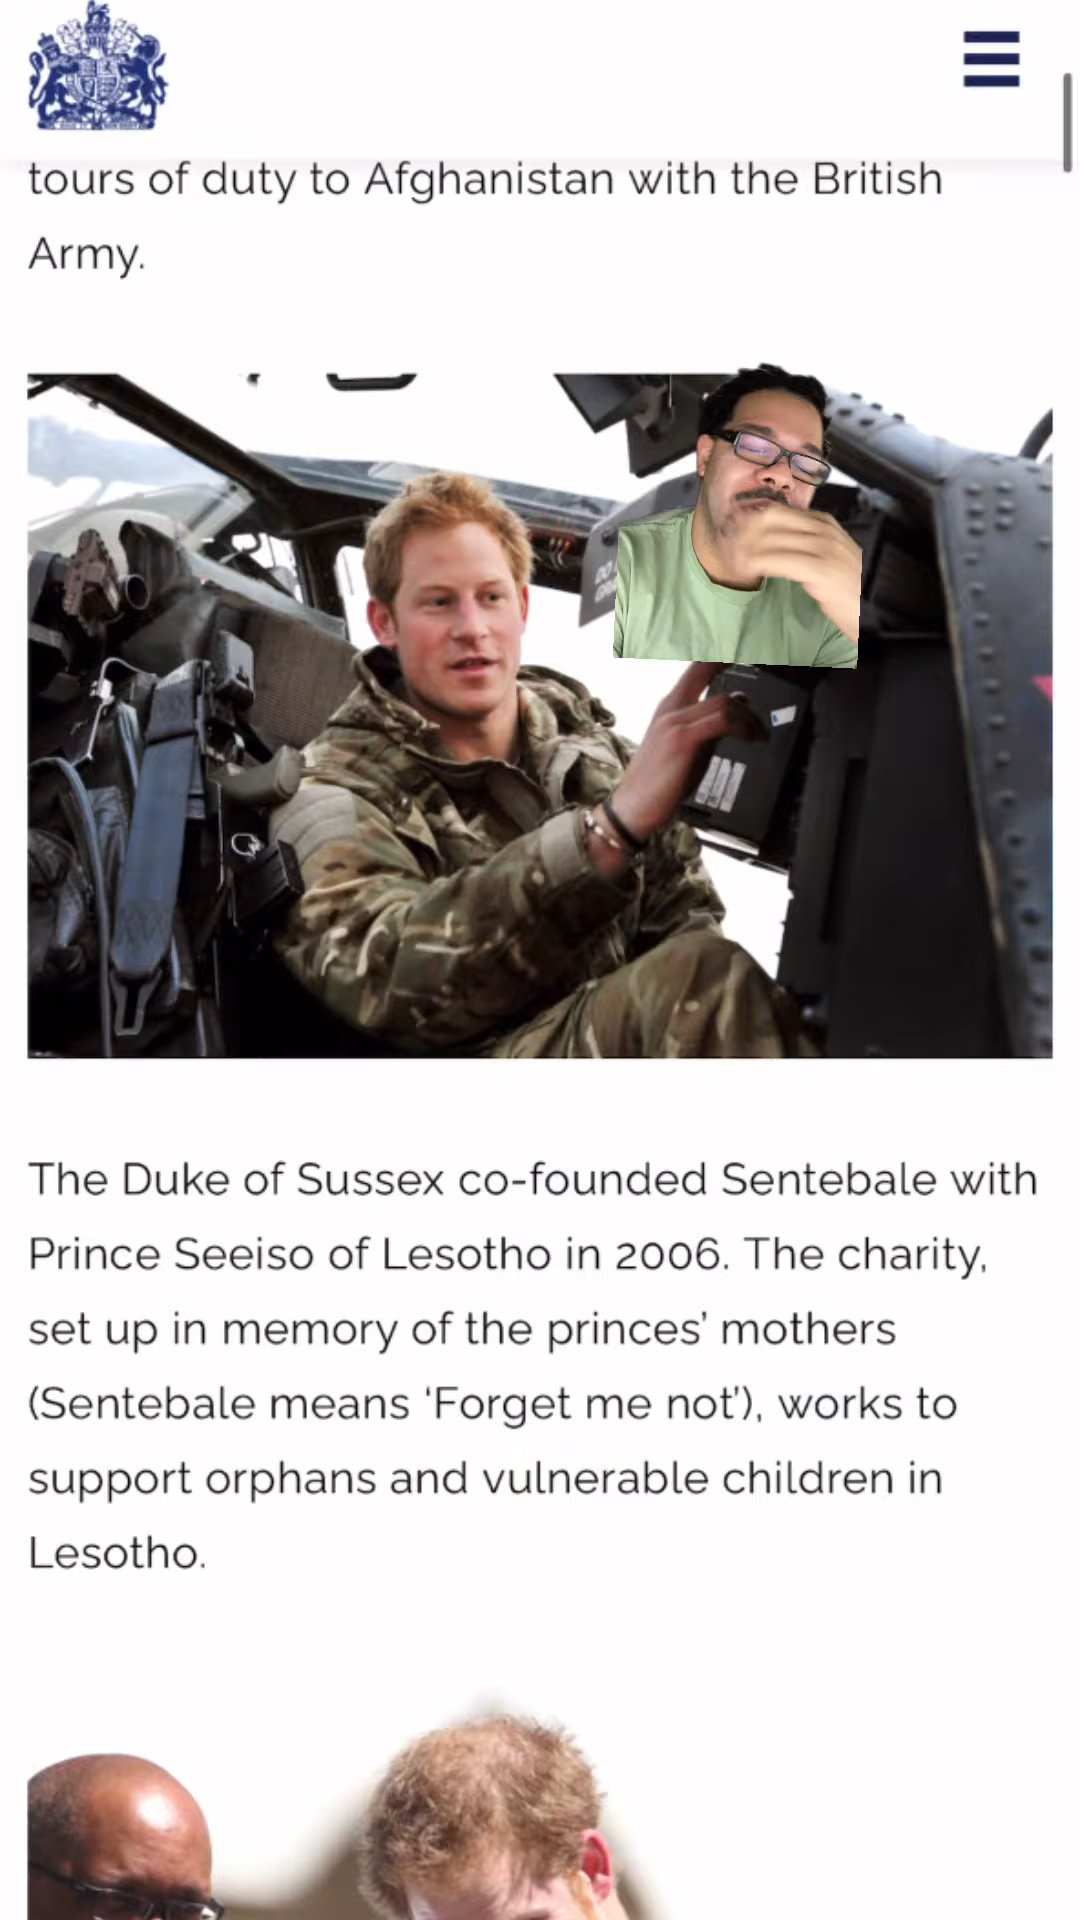 tours of duty to Afghanistan with the British
Army.
The Duke of Sussex co-founded Sentebale with
Prince Seeiso of Lesotho in 2006. The charity,
set up in memory of the princes’ mothers
(Sentebale means ‘Forget me not’), works to
support orphans and vulnerable children in
Lesotho.